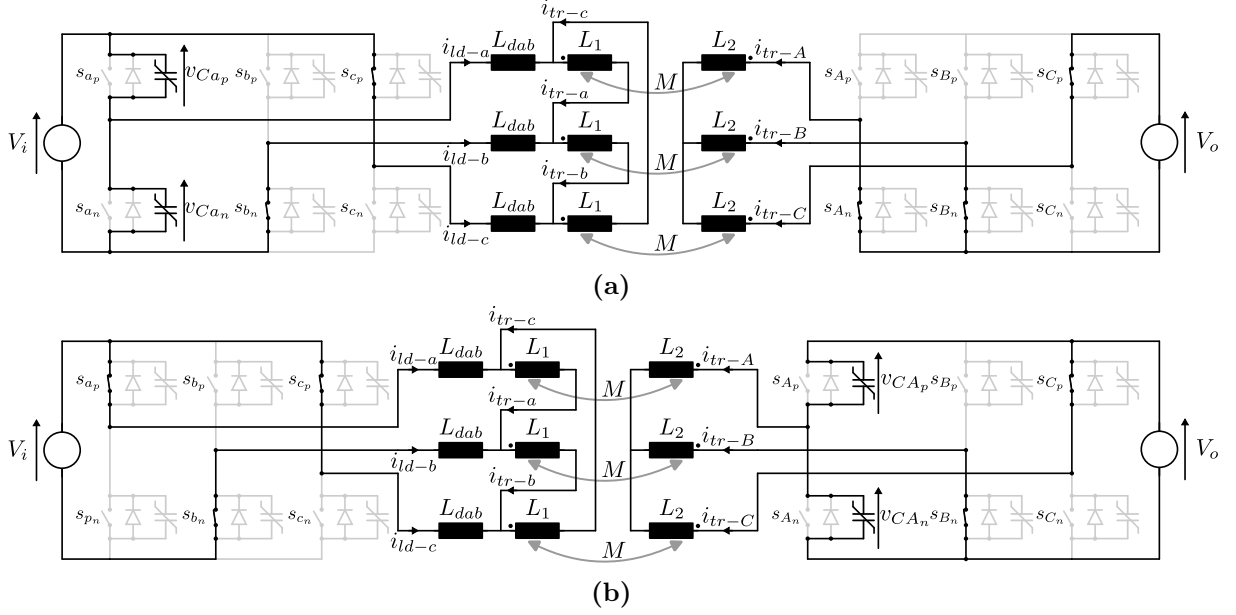 i_{tr-c}
i_{ld-a} L_{dab} L_1 L_2 i_{tr-A}
s_{a_p} v_{Ca_p} s_{b_p} s_{c_p} M s_{A_p} s_{B_p} s_{C_p}
i_{tr-a}
V_i L_{dab} L_1 L_2 i_{tr-B} V_o
i_{ld-b} M
i_{tr-b}
s_{a_n} v_{Ca_n} s_{b_n} s_{c_n} L_{dab} L_1 L_2 i_{tr-C} s_{A_n} s_{B_n} s_{C_n}
i_{ld-c} M
(a)
i_{tr-c}
i_{ld-a} L_{dab} L_1 L_2 i_{tr-A}
s_{a_p} s_{b_p} s_{c_p} M s_{A_p} v_{CA_p} s_{B_p} s_{C_p}
i_{tr-a}
V_i L_{dab} L_1 L_2 i_{tr-B} V_o
i_{ld-b} M
i_{tr-b}
s_{p_n} s_{b_n} s_{c_n} L_{dab} L_1 L_2 i_{tr-C} s_{A_n} v_{CA_n} s_{B_n} s_{C_n}
i_{ld-c} M
(b)